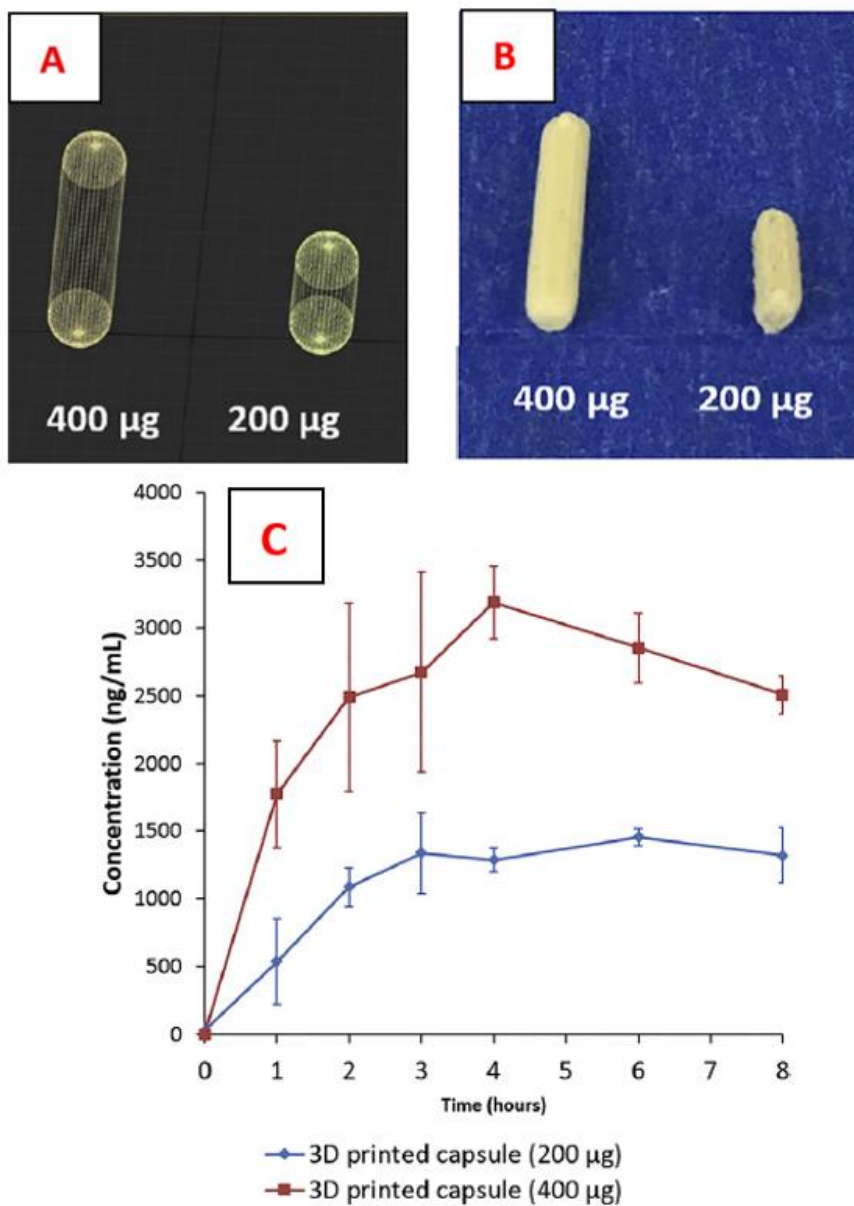 A
B
400 μg 200 μg
400 μg 200 μg
C
4000
3500
3000
2500
2000
1500
1000
500
0
Concentration (ng/mL)
0 1 2 3 4 5 6 7 8
Time (hours)
3D printed capsule (200 μg)
3D printed capsule (400 μg)